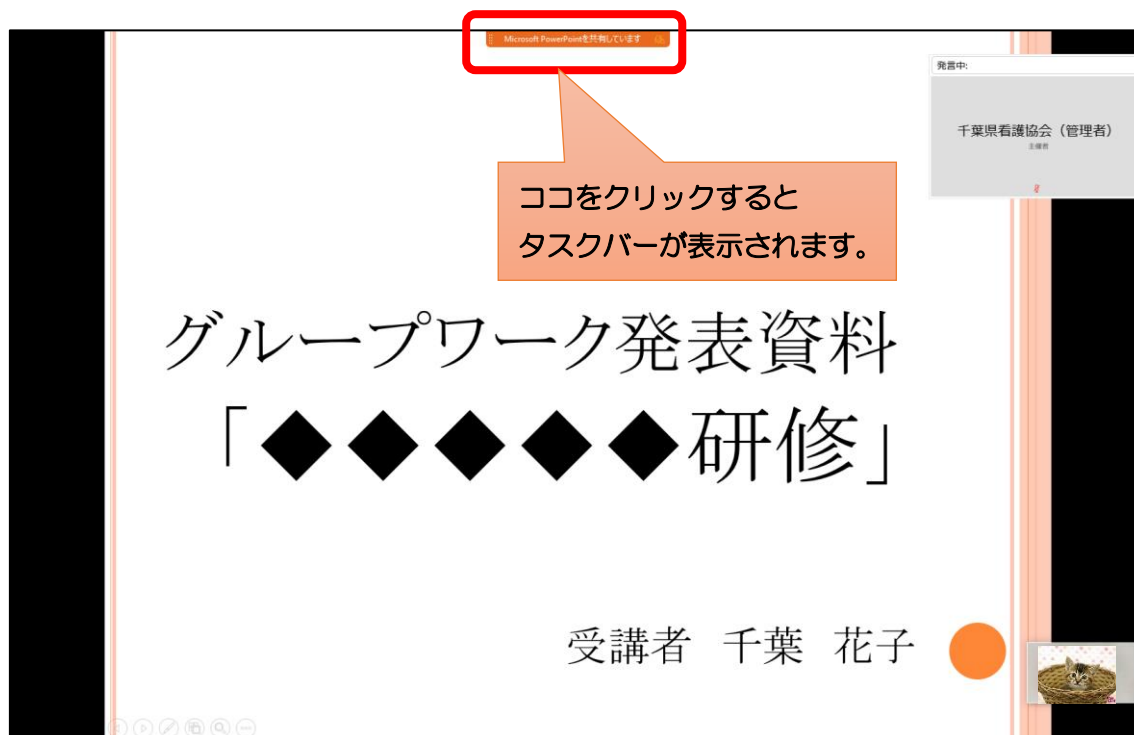 Microsoft PowerPointを共有しています
発言中:
千葉県看護協会（管理者）
主催者
ココをクリックすると
タスクバーが表示されます。
グループワーク発表資料
「◆◆◆◆◆研修」
受講者　千葉　花子